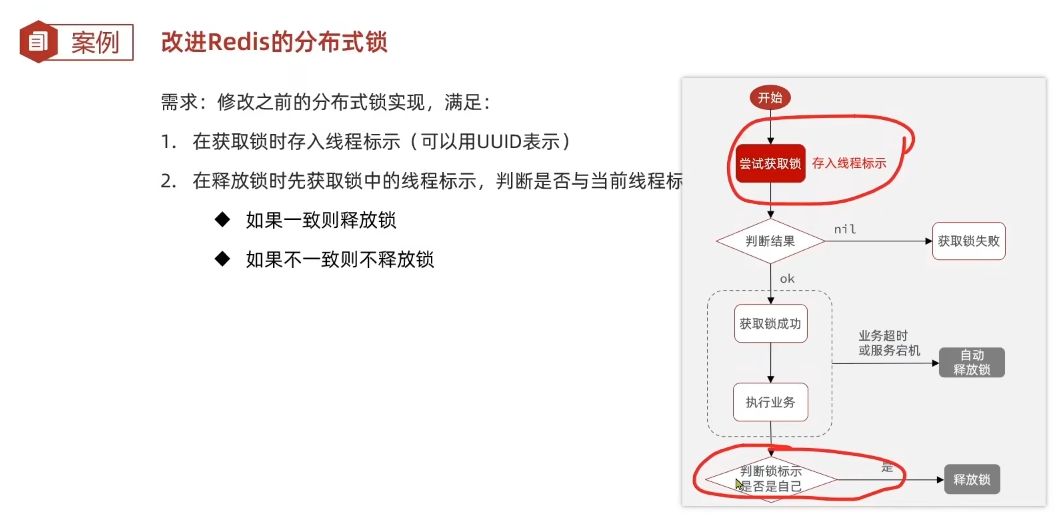 案例
改进Redis的分布式锁
需求：修改之前的分布式锁实现，满足：
1. 在获取锁时存入线程标示（可以用UUID表示）
2. 在释放锁时先获取锁中的线程标示，判断是否与当前线程标
如果一致则释放锁
如果不一致则不释放锁
开始
尝试获取锁
存入线程标示
判断结果
nil
获取锁失败
ok
获取锁成功
业务超时
或服务宕机
自动
释放锁
执行业务
判断锁标示
是否是自己
是
释放锁